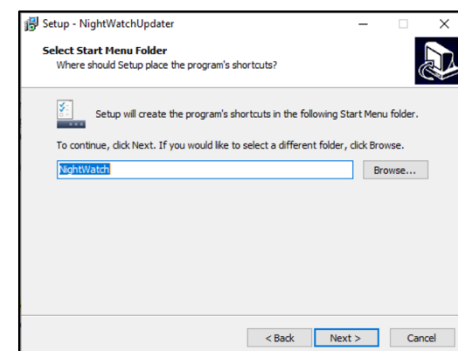 Setup - NightWatchUpdater
Select Start Menu Folder
Where should Setup place the program's shortcuts?
Setup will create the program's shortcuts in the following Start Menu folder.
To continue, click Next. If you would like to select a different folder, click Browse.
NightWatch
Browse...
< Back
Next >
Cancel